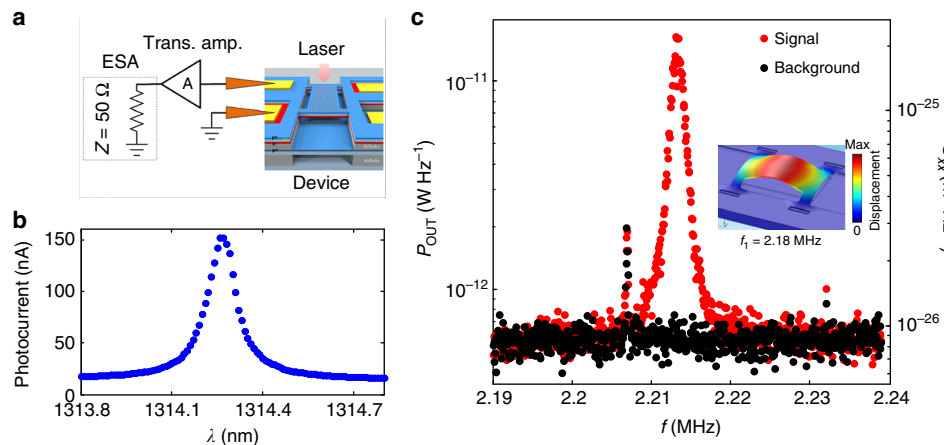 a
Trans. amp.
Laser
ESA
A
Z = 50 Ω
Device
b
Photocurrent (nA)
150
100
50
0
1313.8
1314.1
1314.4
1314.7
λ (nm)
c
Signal
Background
10⁻¹¹
10⁻¹²
P_OUT (W Hz⁻¹)
Max
Displacement
0
f₁ = 2.18 MHz
10⁻²⁵
10⁻²⁶
2.19
2.2
2.21
2.22
2.23
2.24
f (MHz)